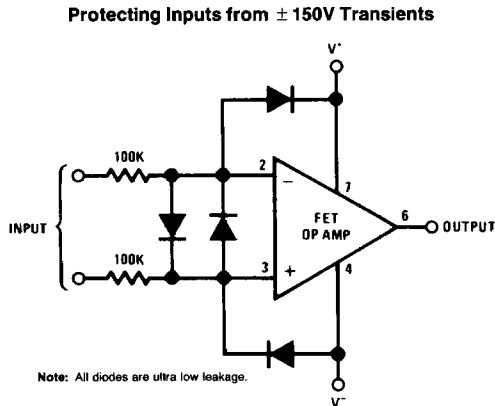 Protecting Inputs from ± 150V Transients
V+
100K
2
−
7
INPUT
FET
OP AMP
6
OUTPUT
100K
3
+
4
Note: All diodes are ultra low leakage.
V−